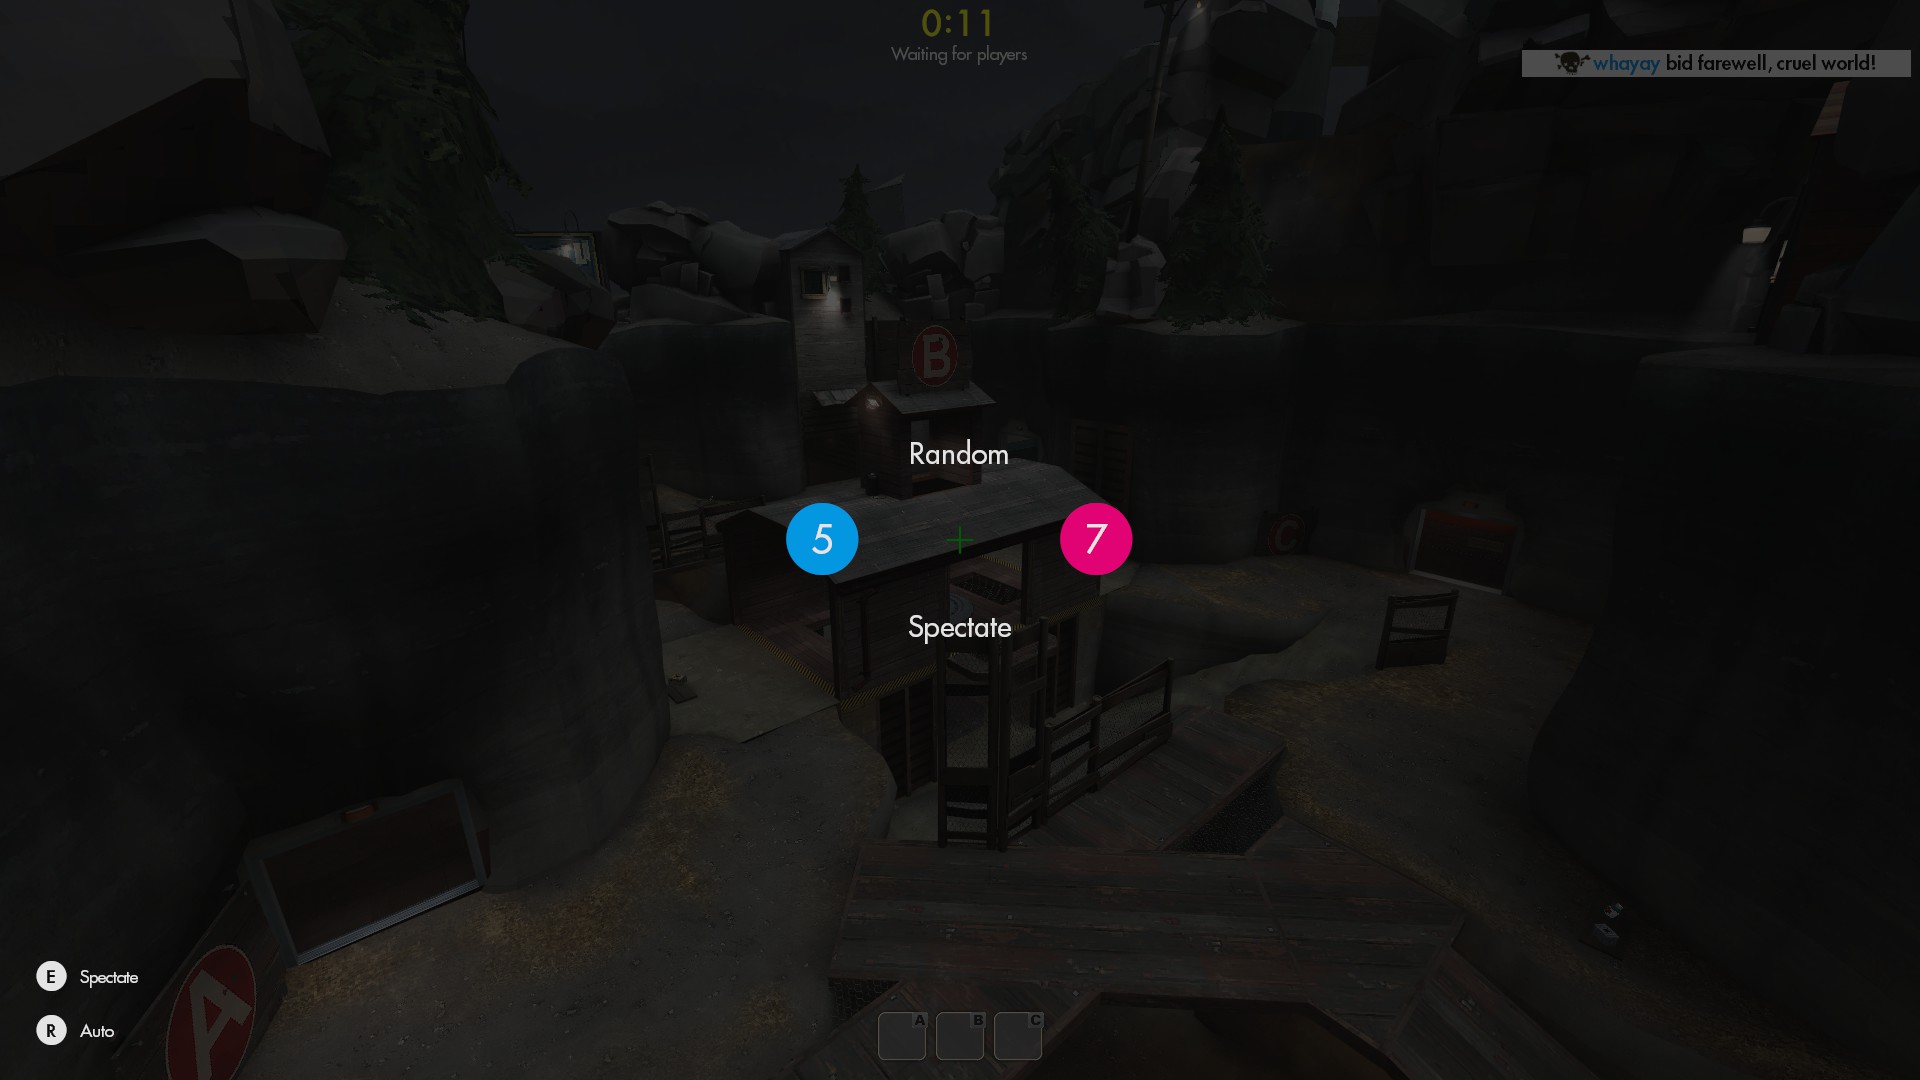 0:11
Waiting for players
whayay bid farewell, cruel world!
B
Random
5
7
C
Spectate
E Spectate
R Auto
A
A B C